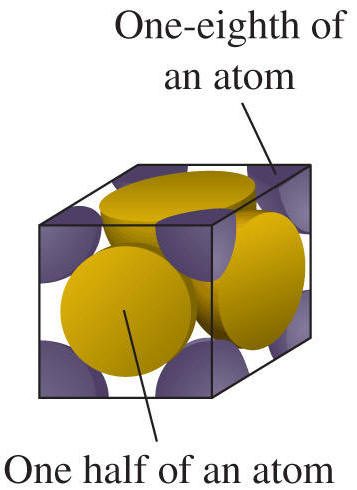 One-eighth of
an atom
One half of an atom